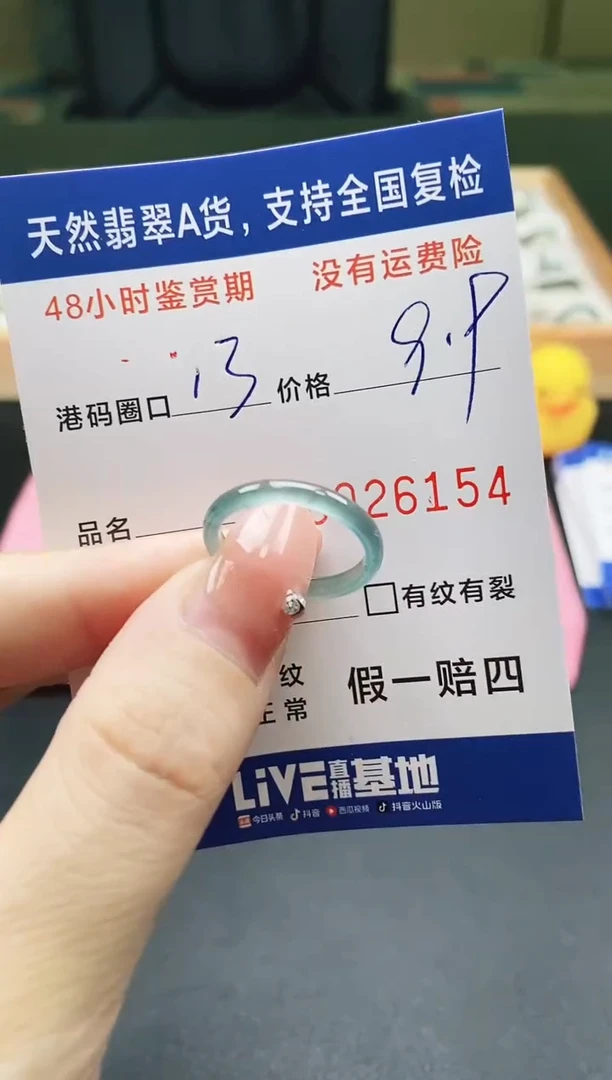 天然翡翠A货，支持全国复检
48小时鉴赏期 没有运费险
港码圈口 13 价格 9.9
品名 026154
有纹有裂
纹 假一赔四
正常
LiVE直播基地
今日头条 抖音 西瓜视频 抖音火山版